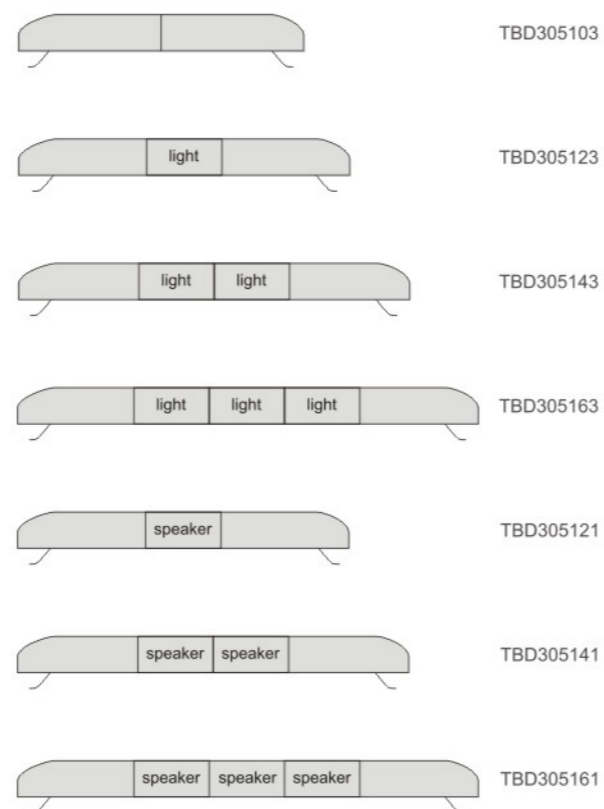 TBD305103
light TBD305123
light light TBD305143
light light light TBD305163
speaker TBD305121
speaker speaker TBD305141
speaker speaker speaker TBD305161